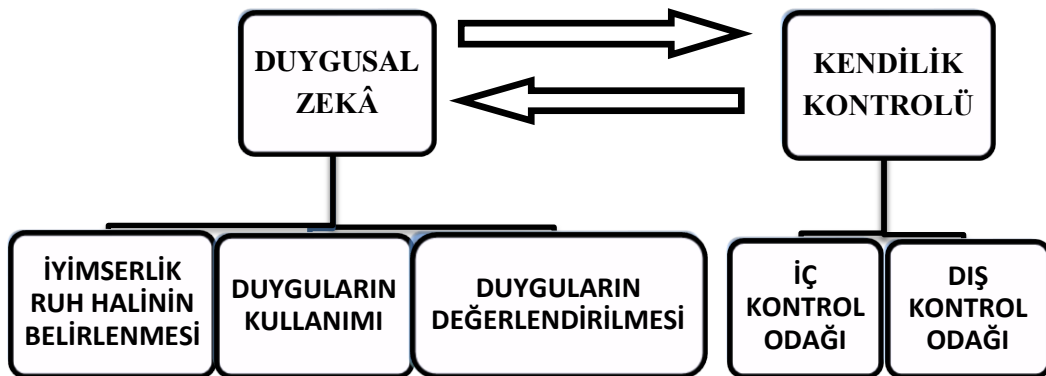 DUYGUSAL
ZEKÂ
KENDİLİK
KONTROLÜ
İYİMSERLİK
RUH HALİNİN
BELİRLENMESİ
DUYGULARIN
KULLANIMI
DUYGULARIN
DEĞERLENDİRİLMESİ
İÇ
KONTROL
ODAĞI
DIŞ
KONTROL
ODAĞI